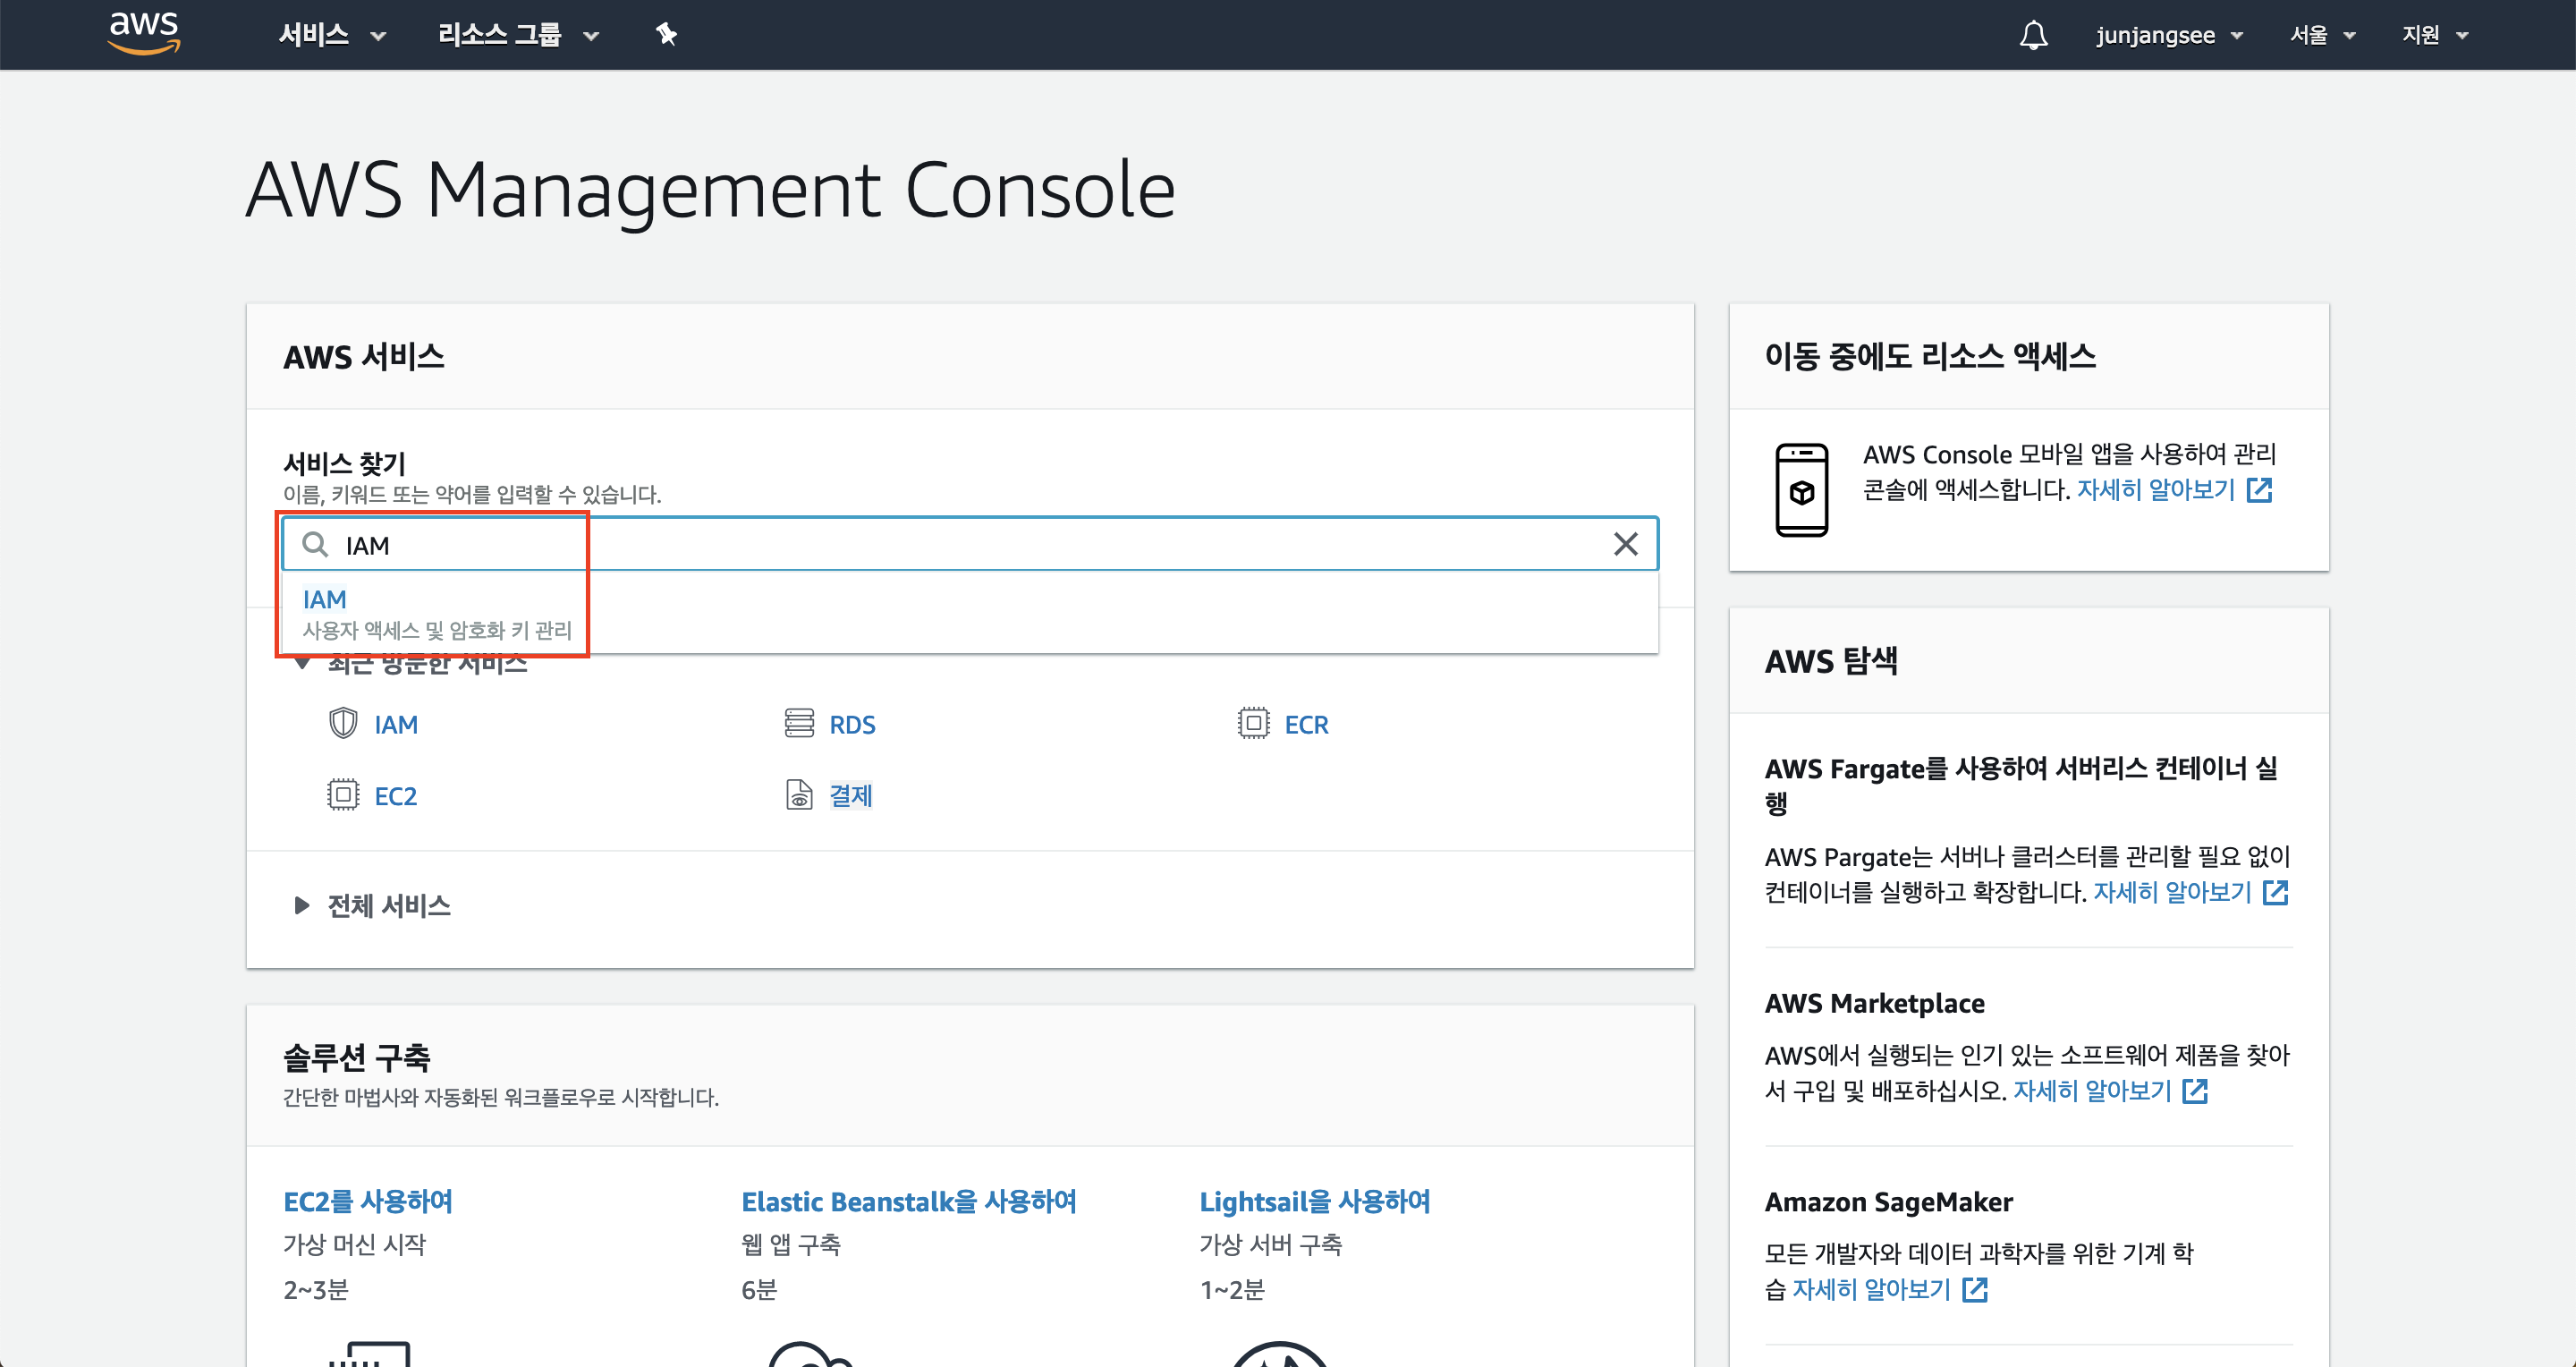 aws 서비스 리소스 그룹 junjangsee 서울 지원
AWS Management Console
AWS 서비스
서비스 찾기
이름, 키워드 또는 약어를 입력할 수 있습니다.
IAM
IAM
사용자 액세스 및 암호화 키 관리
최근 방문한 서비스
IAM RDS ECR
EC2 결제
전체 서비스
솔루션 구축
간단한 마법사와 자동화된 워크플로우로 시작합니다.
EC2를 사용하여
가상 머신 시작
2~3분
Elastic Beanstalk을 사용하여
웹 앱 구축
6분
Lightsail을 사용하여
가상 서버 구축
1~2분
이동 중에도 리소스 액세스
AWS Console 모바일 앱을 사용하여 관리
콘솔에 액세스합니다. 자세히 알아보기
AWS 탐색
AWS Fargate를 사용하여 서버리스 컨테이너 실
행
AWS Pargate는 서버나 클러스터를 관리할 필요 없이
컨테이너를 실행하고 확장합니다. 자세히 알아보기
AWS Marketplace
AWS에서 실행되는 인기 있는 소프트웨어 제품을 찾아
서 구입 및 배포하십시오. 자세히 알아보기
Amazon SageMaker
모든 개발자와 데이터 과학자를 위한 기계 학
습 자세히 알아보기